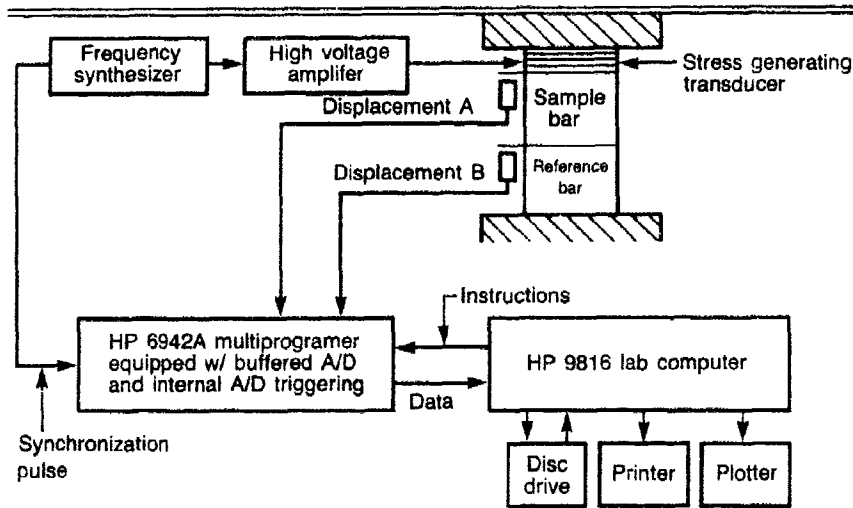 Frequency
synthesizer
High voltage
amplifer
Stress generating
transducer
Displacement A
Sample
bar
Displacement B
Reference
bar
Instructions
HP 6942A multiprogramer
equipped w/ buffered A/D
and internal A/D triggering
HP 9816 lab computer
Data
Synchronization
pulse
Disc
drive
Printer
Plotter